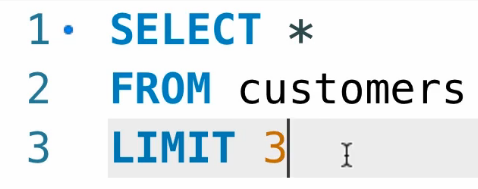 1 SELECT *
2 FROM customers
3 LIMIT 3